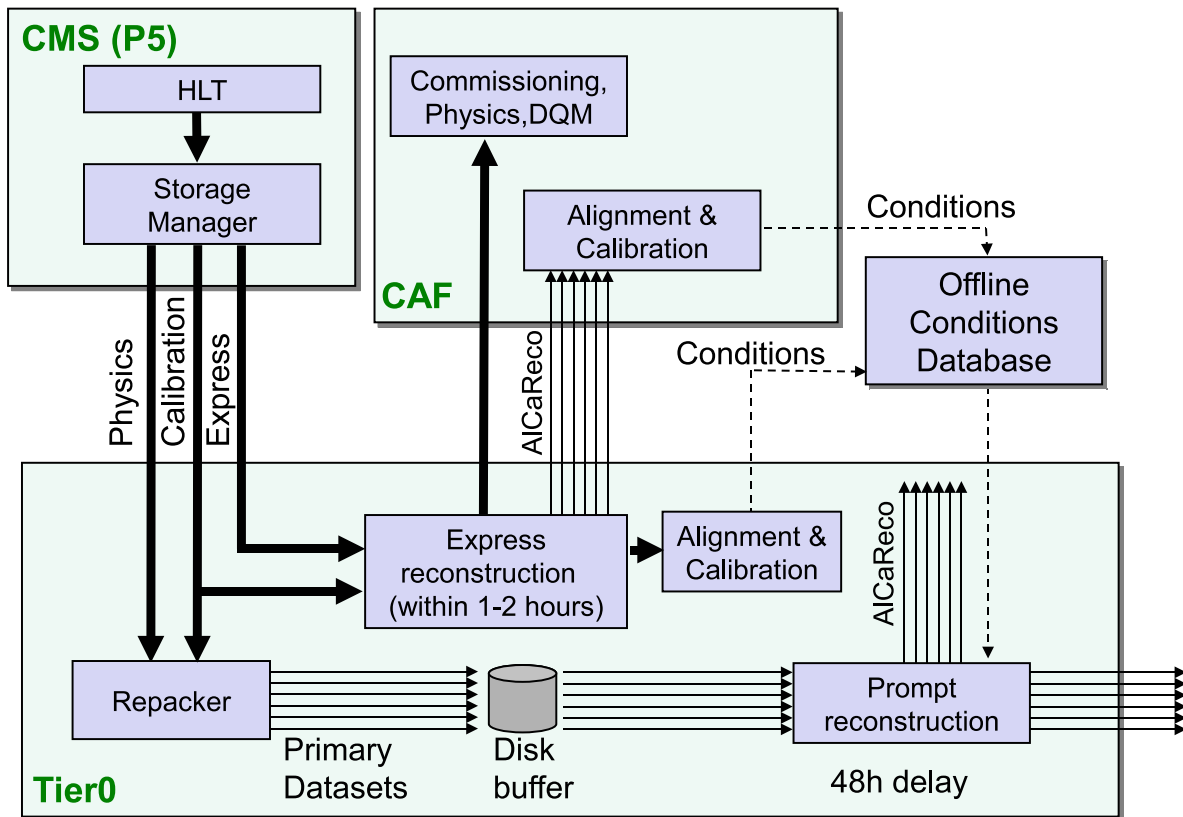 CMS (P5)
HLT
Storage
Manager
Commissioning,
Physics,DQM
Alignment &
Calibration
CAF
Conditions
Offline
Conditions
Database
Conditions
Physics
Calibration
Express
AlCaReco
Express
reconstruction
(within 1-2 hours)
Alignment &
Calibration
AlCaReco
Repacker
Primary
Datasets
Disk
buffer
Prompt
reconstruction
48h delay
Tier0